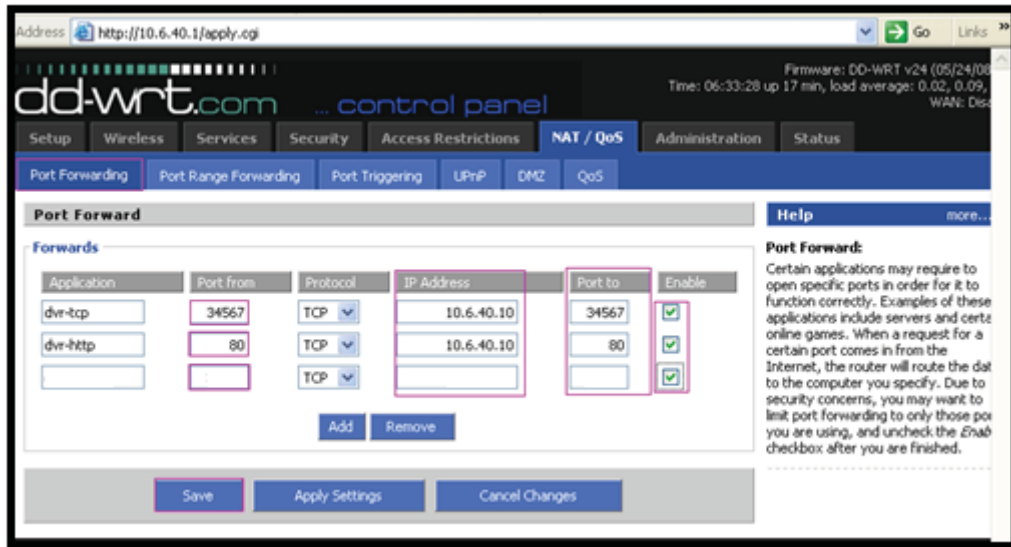 Address http://10.6.40.1/apply.cgi Go Links »
dd-wrt.com ... control panel
Firmware: DD-WRT v24 (05/24/08
Time: 06:33:28 up 17 min, load average: 0.02, 0.09,
WAN: Disa
Setup Wireless Services Security Access Restrictions NAT / QoS Administration Status
Port Forwarding Port Range Forwarding Port Triggering UPnP DMZ QoS
Port Forward
Forwards
Application Port from Protocol IP Address Port to Enable
dvr-tcp 34567 TCP 10.6.40.10 34567
dvr-http 80 TCP 10.6.40.10 80
TCP
Add Remove
Save Apply Settings Cancel Changes
Help more...
Port Forward:
Certain applications may require to
open specific ports in order for it to
function correctly. Examples of these
applications include servers and certa
online games. When a request for a
certain port comes in from the
Internet, the router will route the dat
to the computer you specify. Due to
security concerns, you may want to
limit port forwarding to only those por
you are using, and uncheck the Enab
checkbox after you are finished.